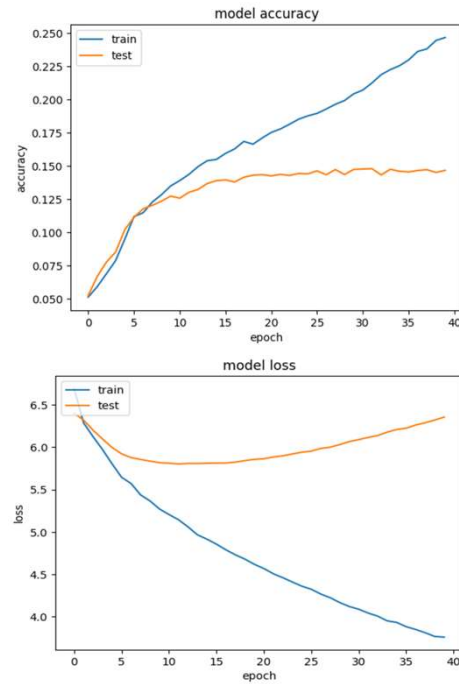 model accuracy
train
test
0.250
0.225
0.200
0.175
0.150
0.125
0.100
0.075
0.050
accuracy
0 5 10 15 20 25 30 35 40
epoch
model loss
train
test
6.5
6.0
5.5
5.0
4.5
4.0
loss
0 5 10 15 20 25 30 35 40
epoch